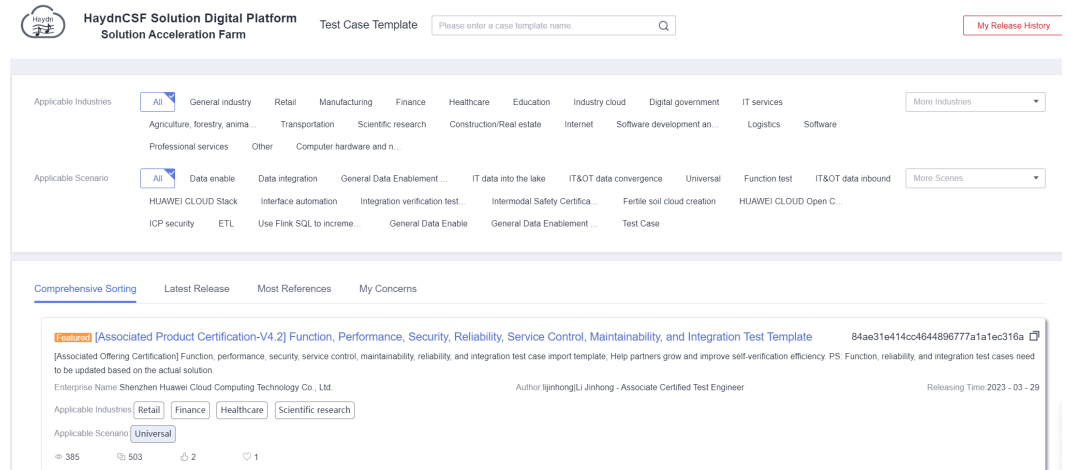 Haydn
HaydnCSF Solution Digital Platform
Solution Acceleration Farm
Test Case Template
Please enter a case template name.
My Release History
Applicable Industries
All General industry Retail Manufacturing Finance Healthcare Education Industry cloud Digital government IT services
More Industries
Agriculture, forestry, anima... Transportation Scientific research Construction/Real estate Internet Software development an... Logistics Software
Professional services Other Computer hardware and n...
Applicable Scenario
All Data enable Data integration General Data Enablement ... IT data into the lake IT&OT data convergence Universal Function test IT&OT data inbound
More Scenes
HUAWEI CLOUD Stack Interface automation Integration verification test... Intermodal Safety Certifica... Fertile soil cloud creation HUAWEI CLOUD Open C...
ICP security ETL Use Flink SQL to increme... General Data Enable General Data Enablement ... Test Case
Comprehensive Sorting Latest Release Most References My Concerns
Featured [Associated Product Certification-V4.2] Function, Performance, Security, Reliability, Service Control, Maintainability, and Integration Test Template 84ae31e414cc4644896777a1a1ec316a
[Associated Offering Certification] Function, performance, security, service control, maintainability, reliability, and integration test case import template; Help partners grow and improve self-verification efficiency. PS: Function, reliability, and integration test cases need
to be updated based on the actual solution.
Enterprise Name:Shenzhen Huawei Cloud Computing Technology Co., Ltd. Author:lijinhong|Li Jinhong - Associate Certified Test Engineer Releasing Time:2023 - 03 - 29
Applicable Industries: Retail Finance Healthcare Scientific research
Applicable Scenario: Universal
385 503 2 1